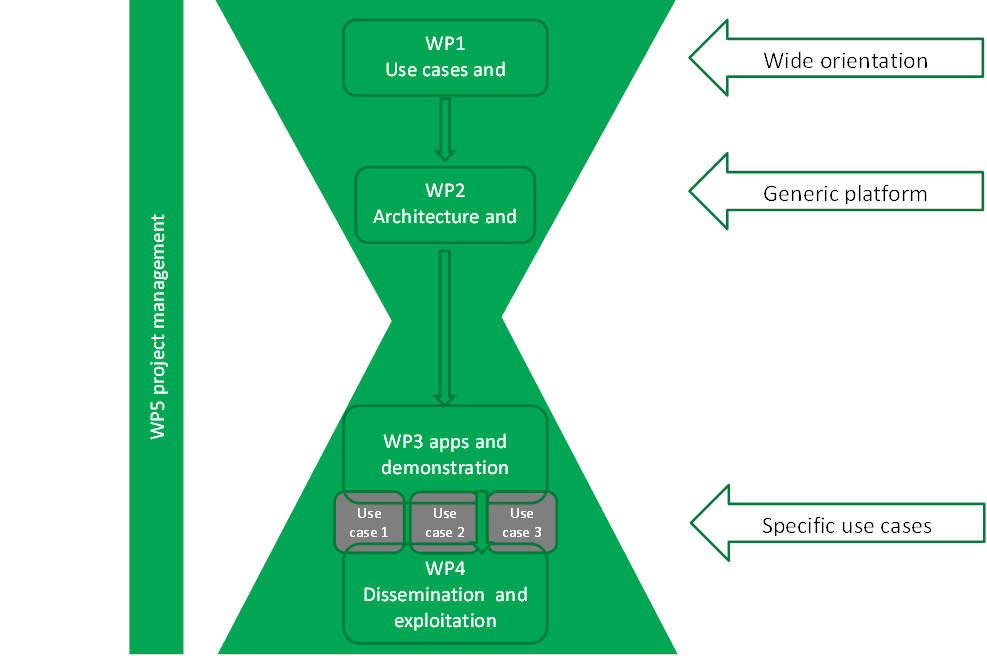 WP1
Use cases and
Wide orientation
WP2
Architecture and
Generic platform
WP5 project management
WP3 apps and
demonstration
Use
case 1
Use
case 2
Use
case 3
Specific use cases
WP4
Dissemination and
exploitation